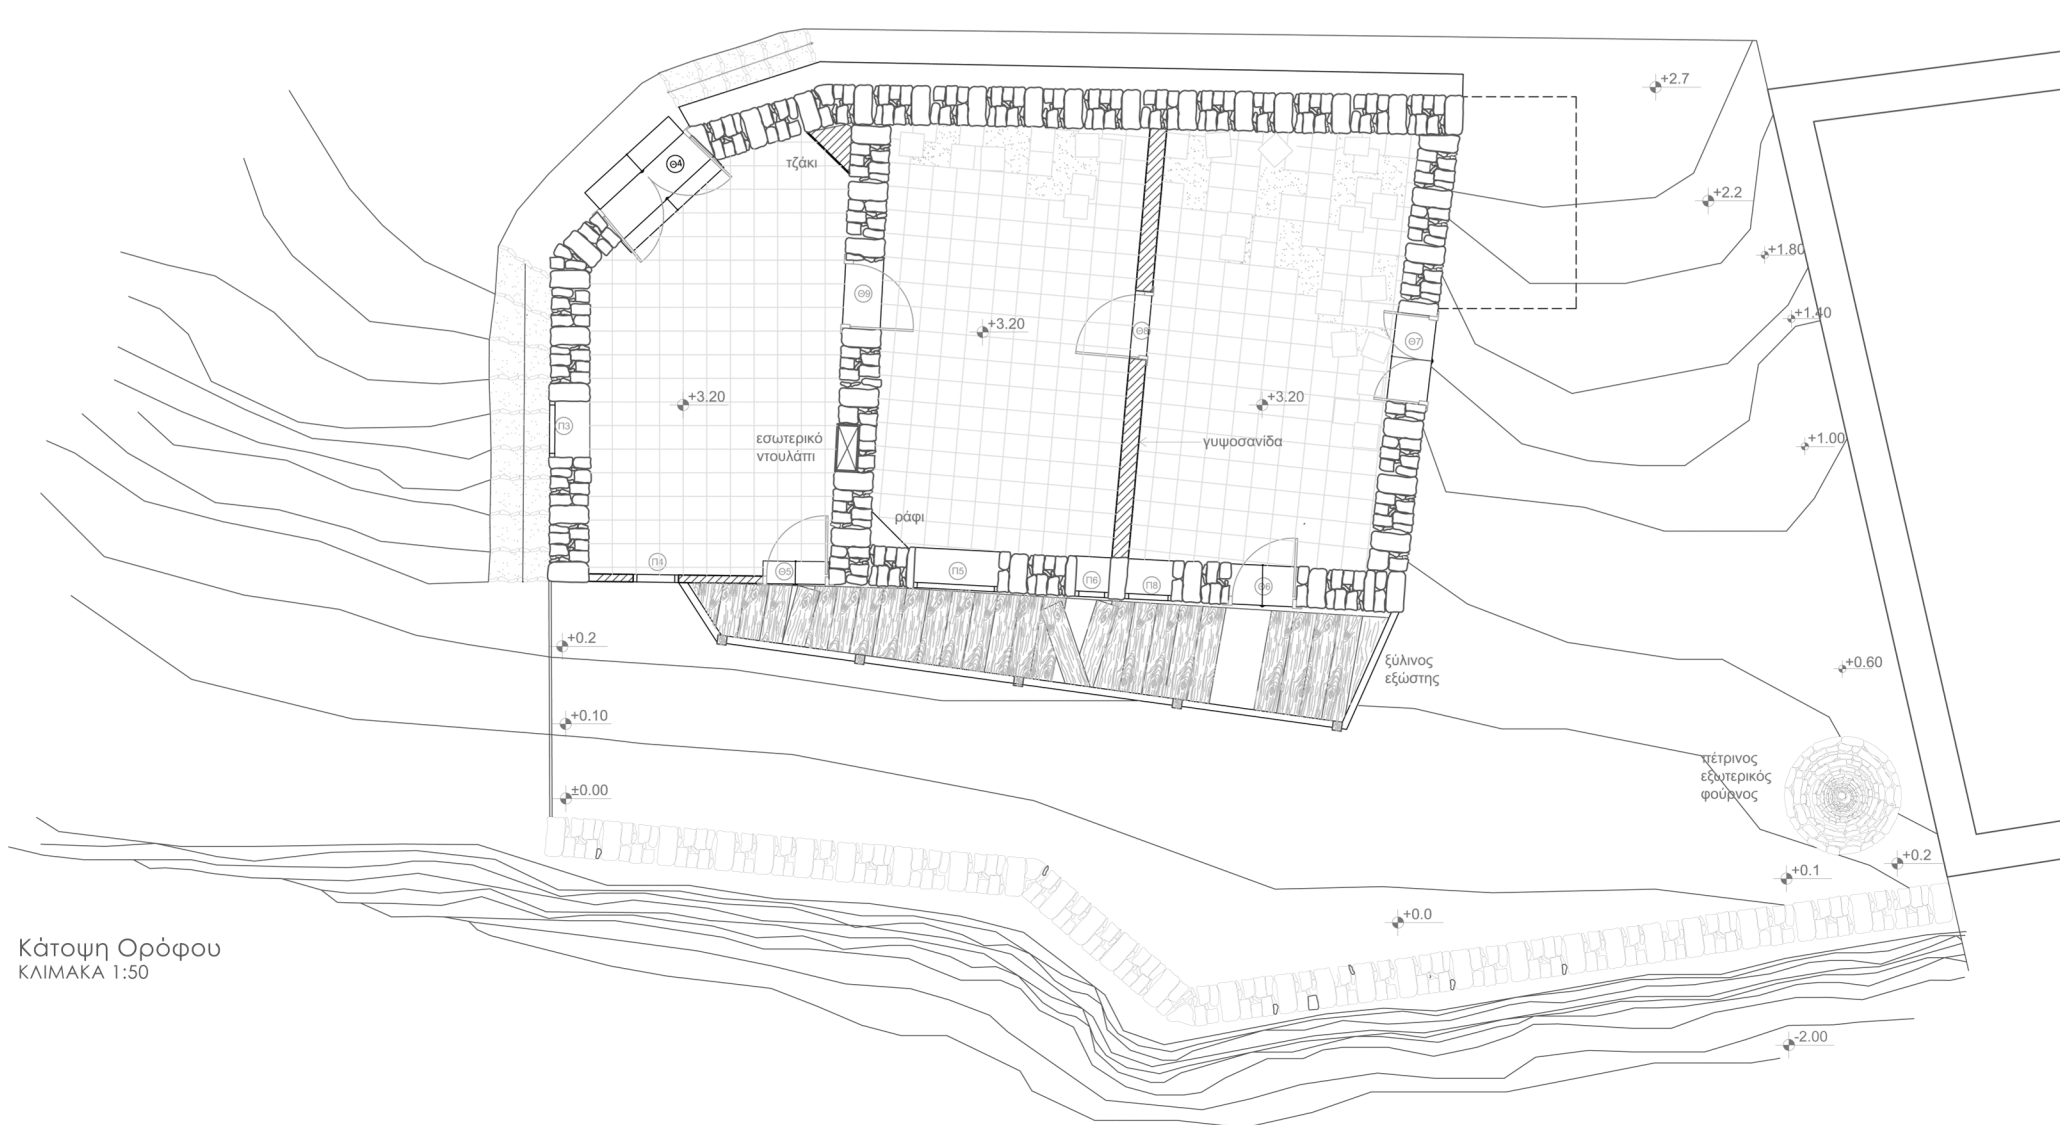 +2.7
Θ4
τζάκι
+2.2
+1.80
Θ9
+1.40
+3.20
Θ8
Θ7
+3.20
+3.20
Π3
εσωτερικό
ντουλάπι
γυψοσανίδα
+1.00
ράφι
Π4
Θ5
Π5
Π6
Π8
Θ6
+0.2
ξύλινος
εξώστης
+0.60
+0.10
πέτρινος
εξωτερικός
φούρνος
±0.00
+0.2
+0.1
+0.0
Κάτοψη Ορόφου
ΚΛΙΜΑΚΑ 1:50
-2.00